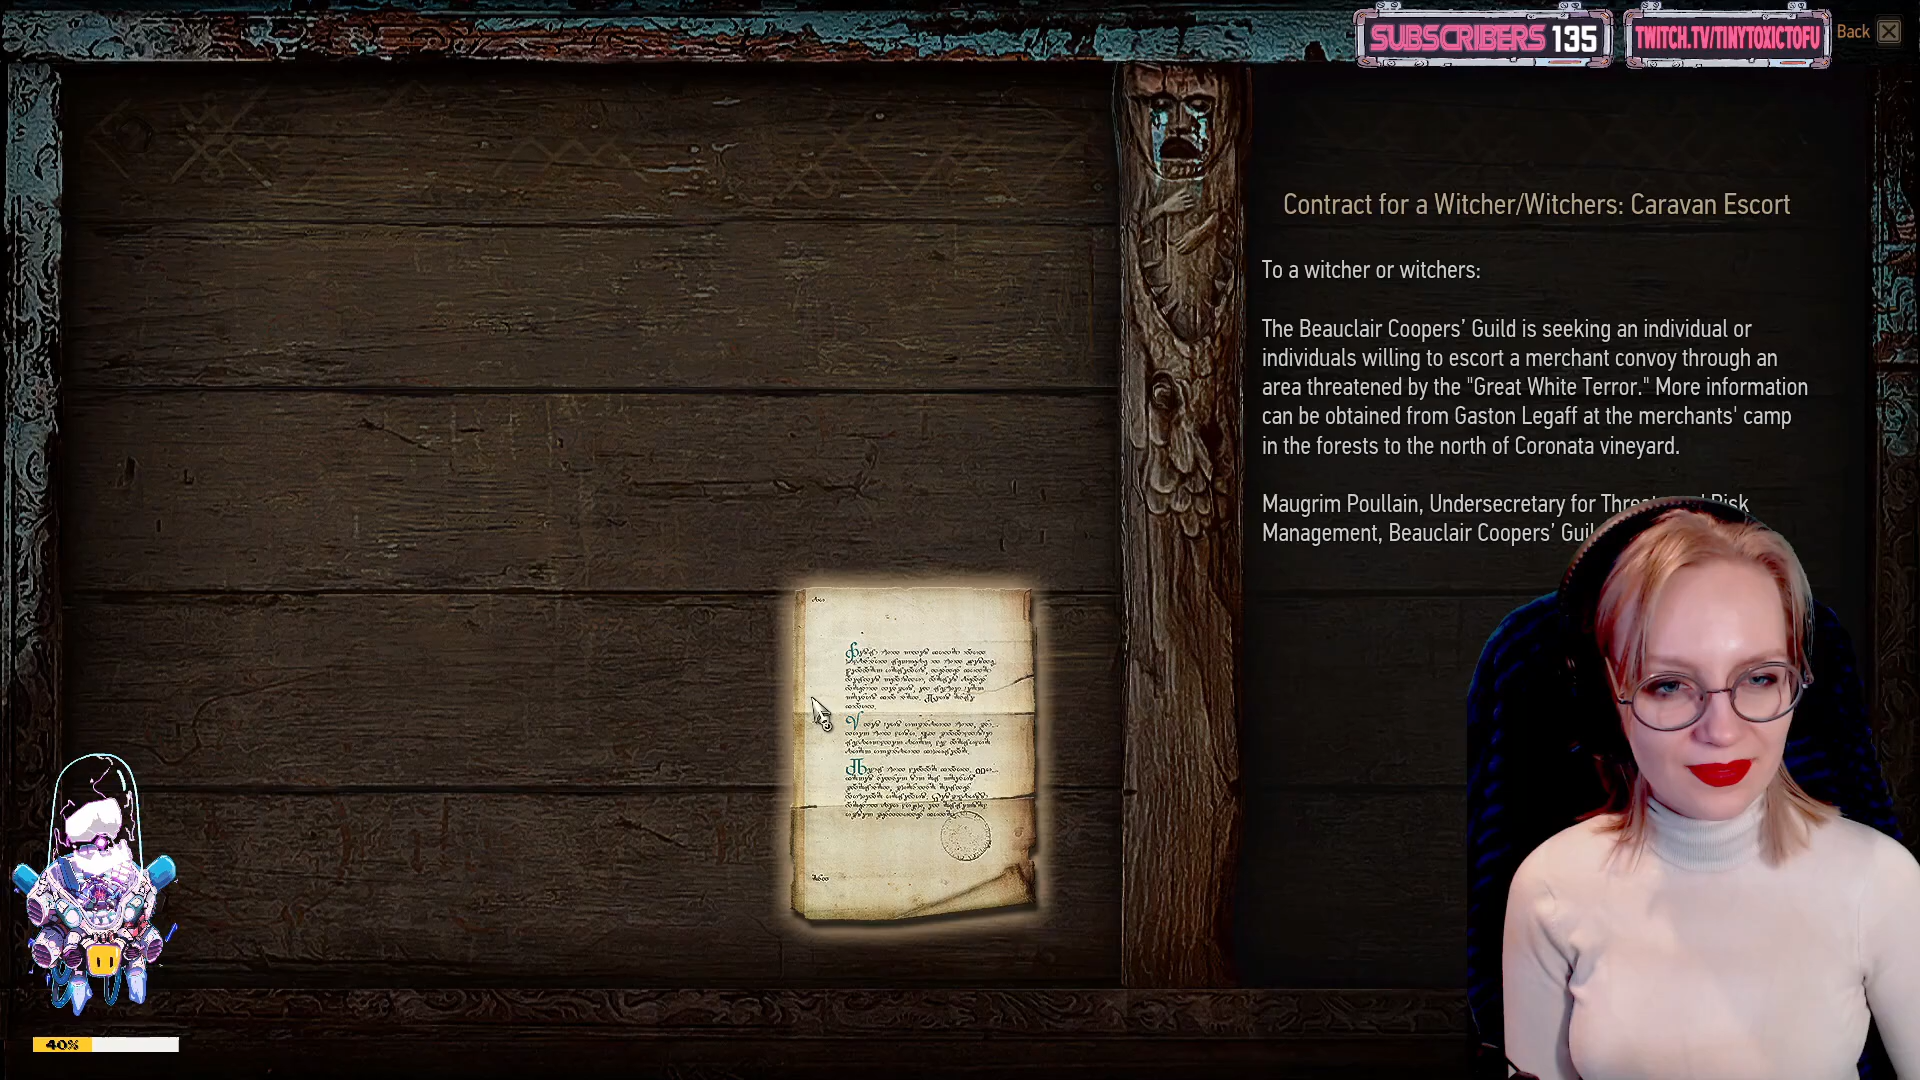 SUBSCRIBERS 135
TWITCH.TV/TINYTOXICTOFU
Back
Contract for a Witcher/Witchers: Caravan Escort
To a witcher or witchers:
The Beauclair Coopers’ Guild is seeking an individual or
individuals willing to escort a merchant convoy through an
area threatened by the "Great White Terror." More information
can be obtained from Gaston Legaff at the merchants' camp
in the forests to the north of Coronata vineyard.
Maugrim Poullain, Undersecretary for Risk
Management, Beauclair Coopers’
40%